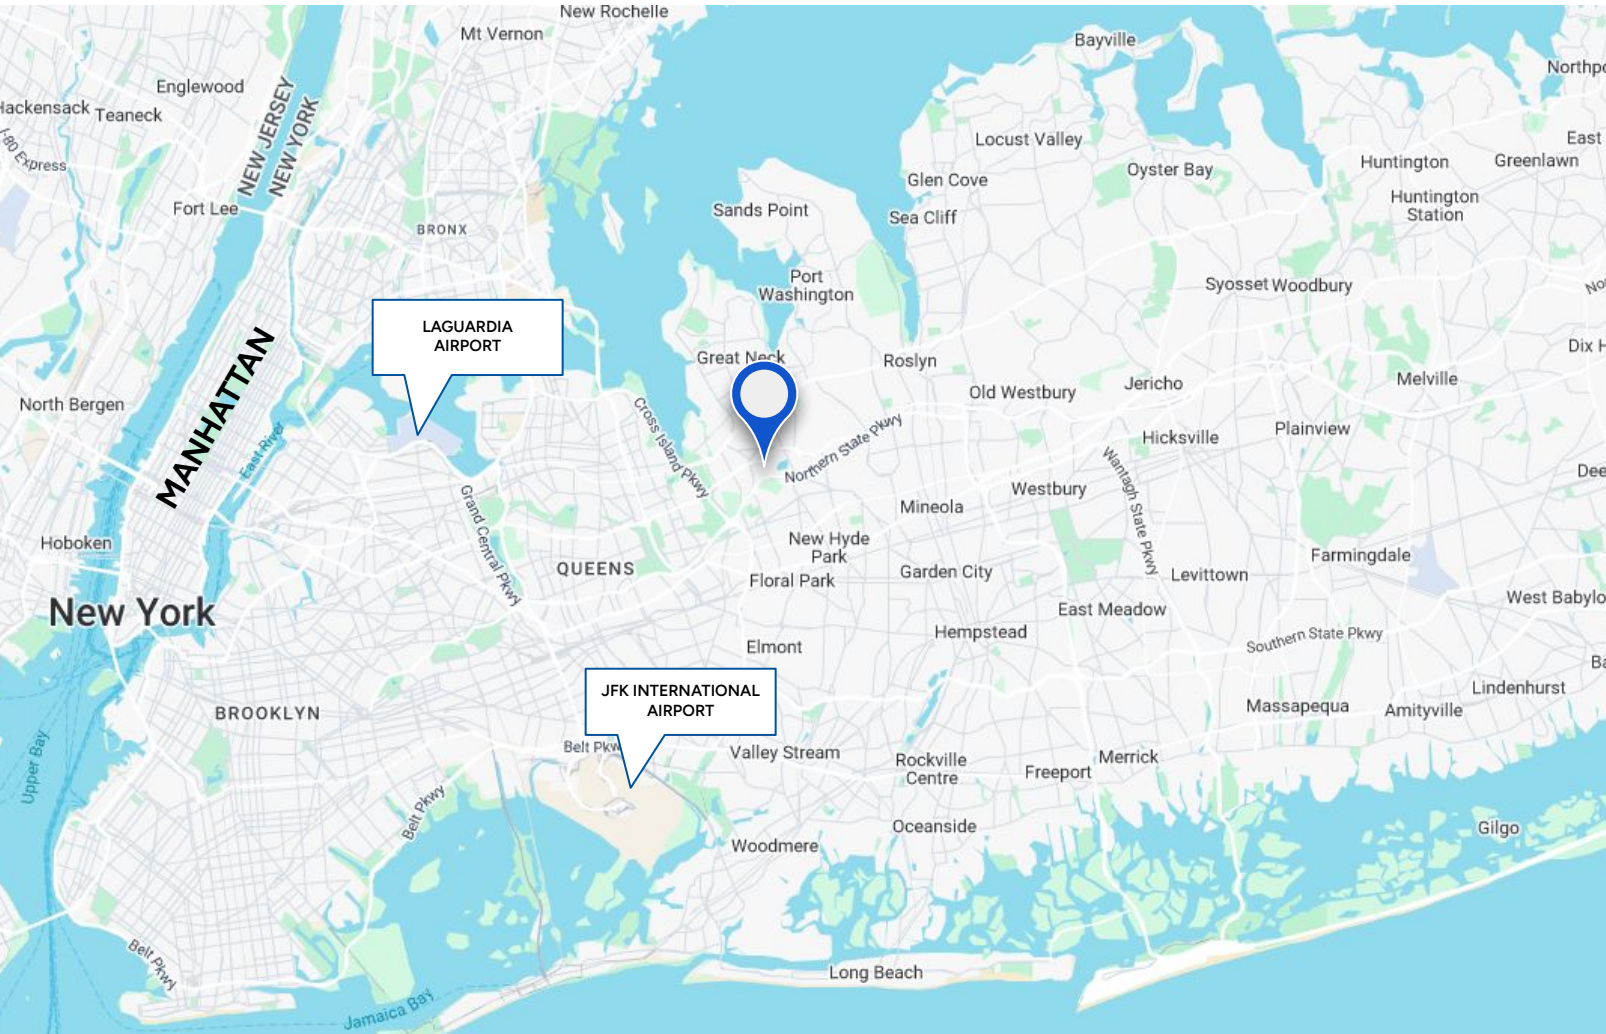 New Rochelle
Mt Vernon
Bayville
Northpo
Englewood
Hackensack
Teaneck
NEW JERSEY
NEW YORK
I-80 Express
Locust Valley
East
Huntington
Greenlawn
Oyster Bay
Glen Cove
Huntington
Station
Fort Lee
Sands Point
Sea Cliff
BRONX
Port
Washington
Syosset
Woodbury
No
LAGUARDIA
AIRPORT
MANHATTAN
Great Neck
Roslyn
Dix H
Melville
Jericho
Old Westbury
North Bergen
Cross Island Pkwy
Northern State Pkwy
Plainview
Hicksville
East River
Wantagh State Pkwy
Dee
Westbury
Mineola
Grand Central Pkwy
Hoboken
New Hyde
Park
Farmingdale
QUEENS
Floral Park
Garden City
Levittown
West Babylo
New York
East Meadow
Hempstead
Southern State Pkwy
Elmont
Ba
JFK INTERNATIONAL
AIRPORT
Lindenhurst
Massapequa
Amityville
BROOKLYN
Belt Pkw
Valley Stream
Rockville
Centre
Merrick
Freeport
Upper Bay
Belt Pkwy
Oceanside
Gilgo
Woodmere
Belt Pkwy
Long Beach
Jamaica Bay